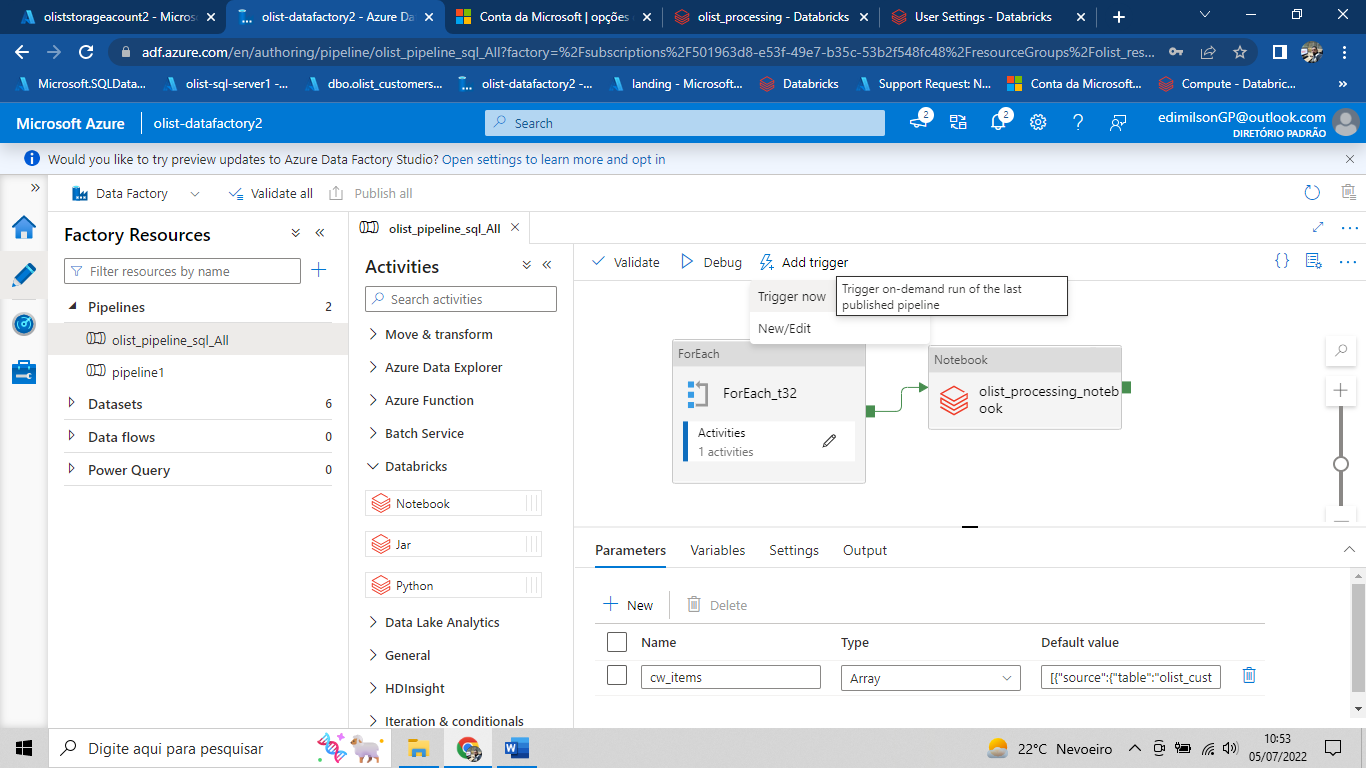 oliststorageacount2 - Micros
olist-datafactory2 - Azure Da
Conta da Microsoft | opções
olist_processing - Databricks
User Settings - Databricks
adf.azure.com/en/authoring/pipeline/olist_pipeline_sql_All?factory=%2Fsubscriptions%2F501963d8-e53f-49e7-b35c-53b2f548fc48%2FresourceGroups%2Folist_res...
Microsoft.SQLData...
olist-sql-server1 -...
dbo.olist_customers...
olist-datafactory2 -...
landing - Microsoft...
Databricks
Support Request: N...
Conta da Microsoft...
Compute - Databric...
»
Microsoft Azure
olist-datafactory2
Search
2
2
edimilsonGP@outlook.com
DIRETÓRIO PADRÃO
Would you like to try preview updates to Azure Data Factory Studio? Open settings to learn more and opt in
Data Factory
Validate all
Publish all
Factory Resources
Filter resources by name
Pipelines
2
olist_pipeline_sql_All
pipeline1
Datasets
6
Data flows
0
Power Query
0
olist_pipeline_sql_All
Activities
Search activities
Move & transform
Azure Data Explorer
Azure Function
Batch Service
Databricks
Notebook
Jar
Python
Data Lake Analytics
General
HDInsight
Iteration & conditionals
Validate
Debug
Add trigger
Trigger now
New/Edit
Trigger on-demand run of the last
published pipeline
ForEach
ForEach_t32
Activities
1 activities
Notebook
olist_processing_noteb
ook
Parameters
Variables
Settings
Output
New
Delete
Name
Type
Default value
cw_items
Array
[{"source":{"table":"olist_cust
Digite aqui para pesquisar
22°C
Nevoeiro
10:53
05/07/2022